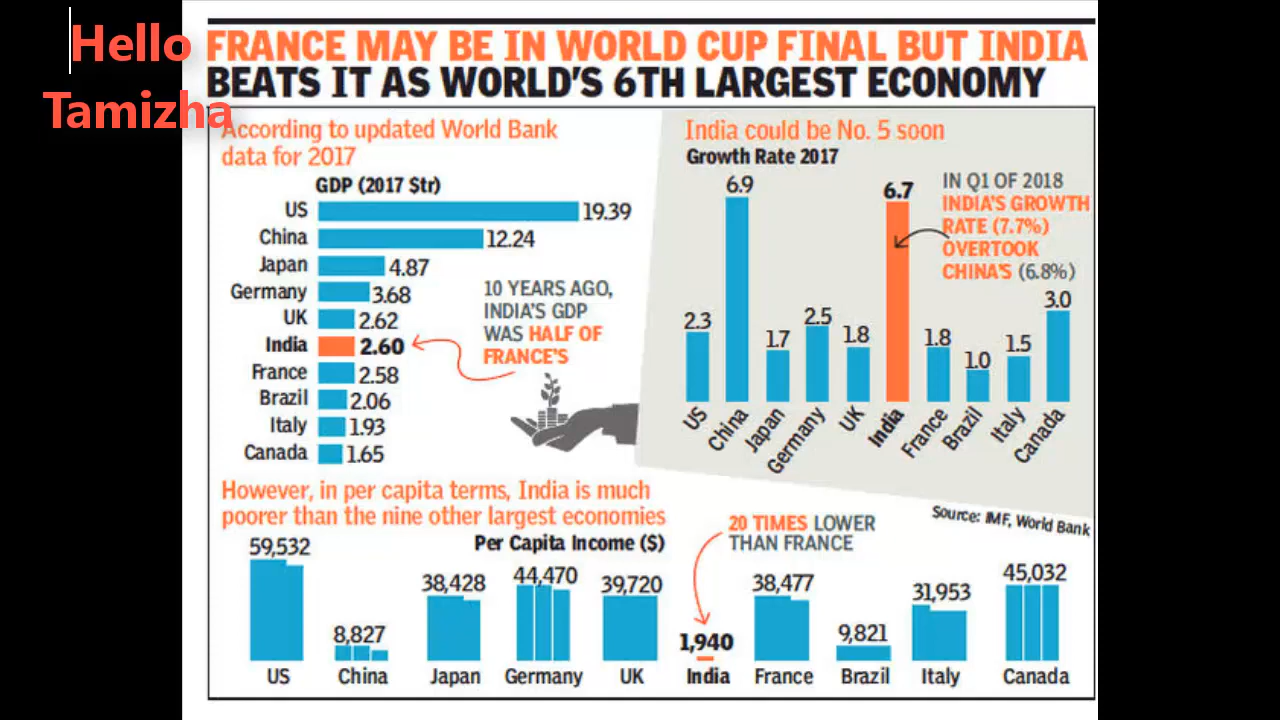 Hello
Tamizha
FRANCE MAY BE IN WORLD CUP FINAL BUT INDIA
BEATS IT AS WORLD'S 6TH LARGEST ECONOMY
According to updated World Bank
data for 2017
GDP (2017 $tr)
US 19.39
China 12.24
Japan 4.87
Germany 3.68
UK 2.62
India 2.60
France 2.58
Brazil 2.06
Italy 1.93
Canada 1.65
10 YEARS AGO,
INDIA'S GDP
WAS HALF OF
FRANCE'S
India could be No. 5 soon
Growth Rate 2017
2.3 6.9 1.7 2.5 1.8 6.7 1.8 1.0 1.5 3.0
US China Japan Germany UK India France Brazil Italy Canada
IN Q1 OF 2018
INDIA'S GROWTH
RATE (7.7%)
OVERTOOK
CHINA'S (6.8%)
Source: IMF, World Bank
However, in per capita terms, India is much
poorer than the nine other largest economies
Per Capita Income ($)
20 TIMES LOWER
THAN FRANCE
59,532 8,827 38,428 44,470 39,720 1,940 38,477 9,821 31,953 45,032
US China Japan Germany UK India France Brazil Italy Canada